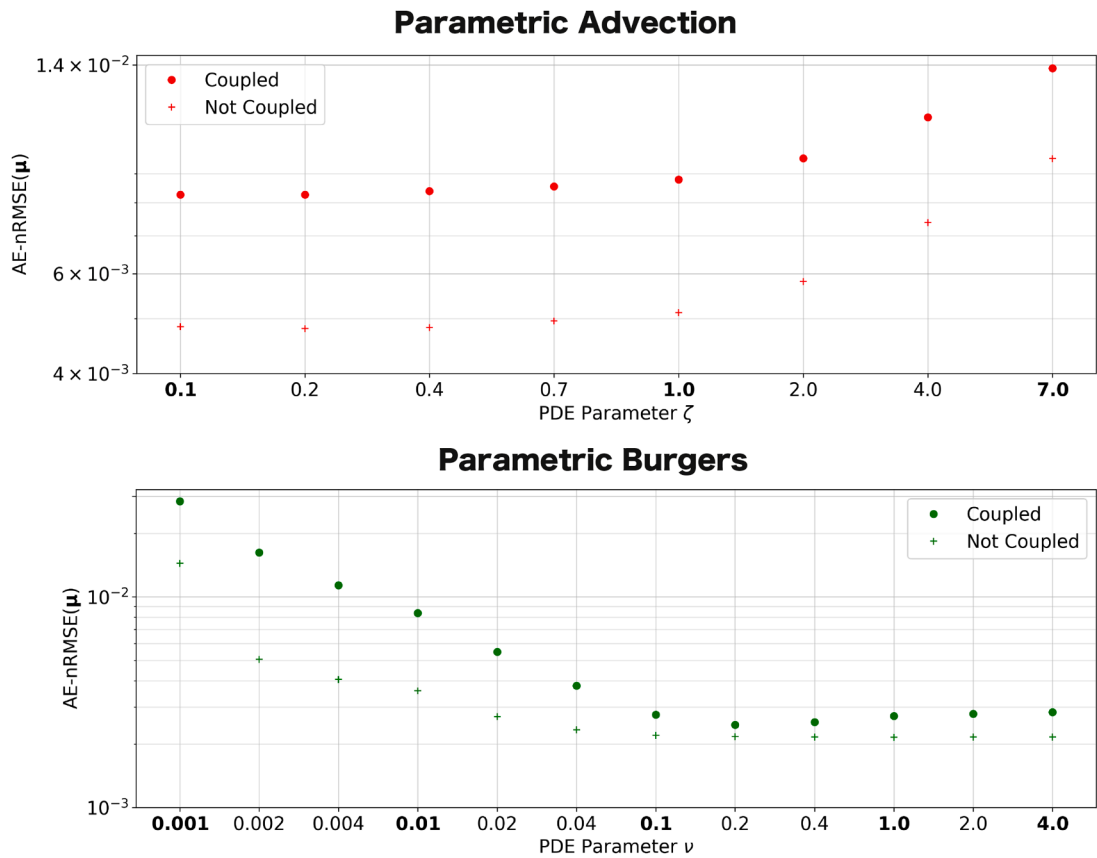 Parametric Advection
1.4 × 10⁻²
6 × 10⁻³
4 × 10⁻³
AE-nRMSE(μ)
Coupled
Not Coupled
0.1 0.2 0.4 0.7 1.0 2.0 4.0 7.0
PDE Parameter ζ
Parametric Burgers
10⁻²
10⁻³
AE-nRMSE(μ)
Coupled
Not Coupled
0.001 0.002 0.004 0.01 0.02 0.04 0.1 0.2 0.4 1.0 2.0 4.0
PDE Parameter ν